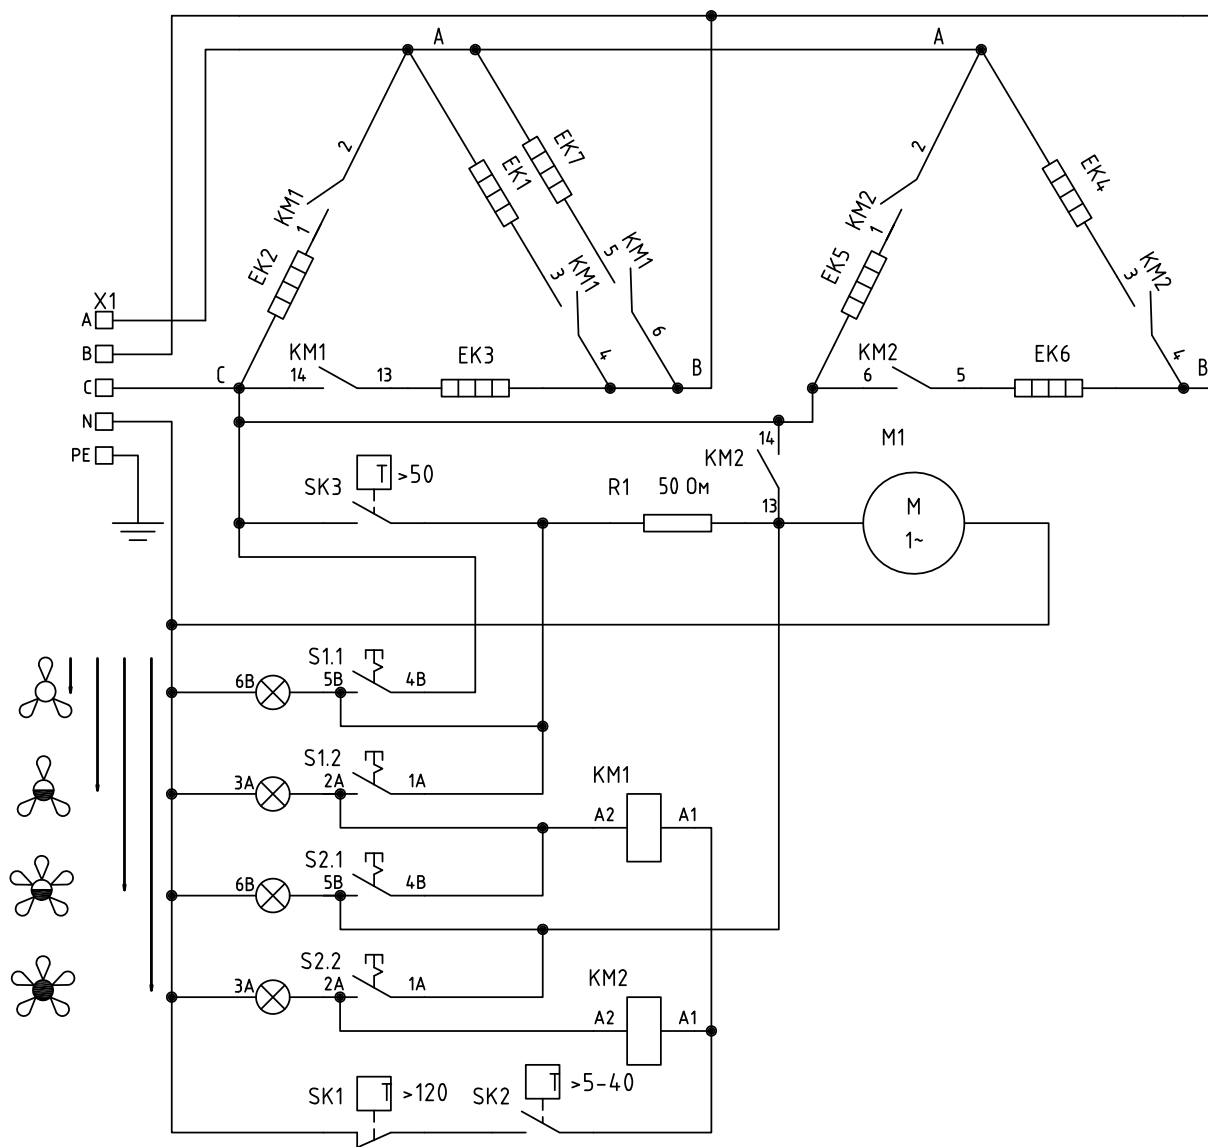 A
A
2
EK1
EK7
2
EK4
KM1
1
EK2
3
KM1
5
KM1
6
4
KM2
1
EK5
3
KM2
4
X1
A
B
C
N
PE
C
14
KM1
13
EK3
B
KM2
6
5
EK6
B
14
KM2
13
M1
M
1~
SK3
T >50
R1
50 Ом
S1.1
6B
5B
4B
S1.2
3A
2A
1A
KM1
A2
A1
S2.1
6B
5B
4B
S2.2
3A
2A
1A
KM2
A2
A1
SK1
T >120
SK2
T >5-40